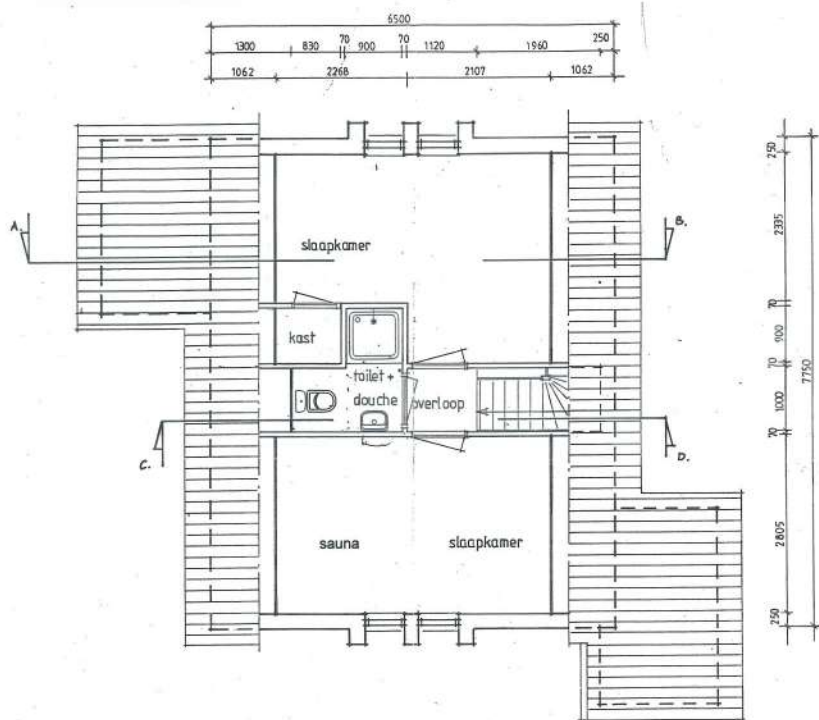 6500
1300 830 70 900 70 1120 1960 250
1062 2268 2107 1062
250
A.
B.
2335
slaapkamer
70
kast
900
7750
70
toilet +
douche
overloop
1000
C.
D.
70
sauna
slaapkamer
2805
250